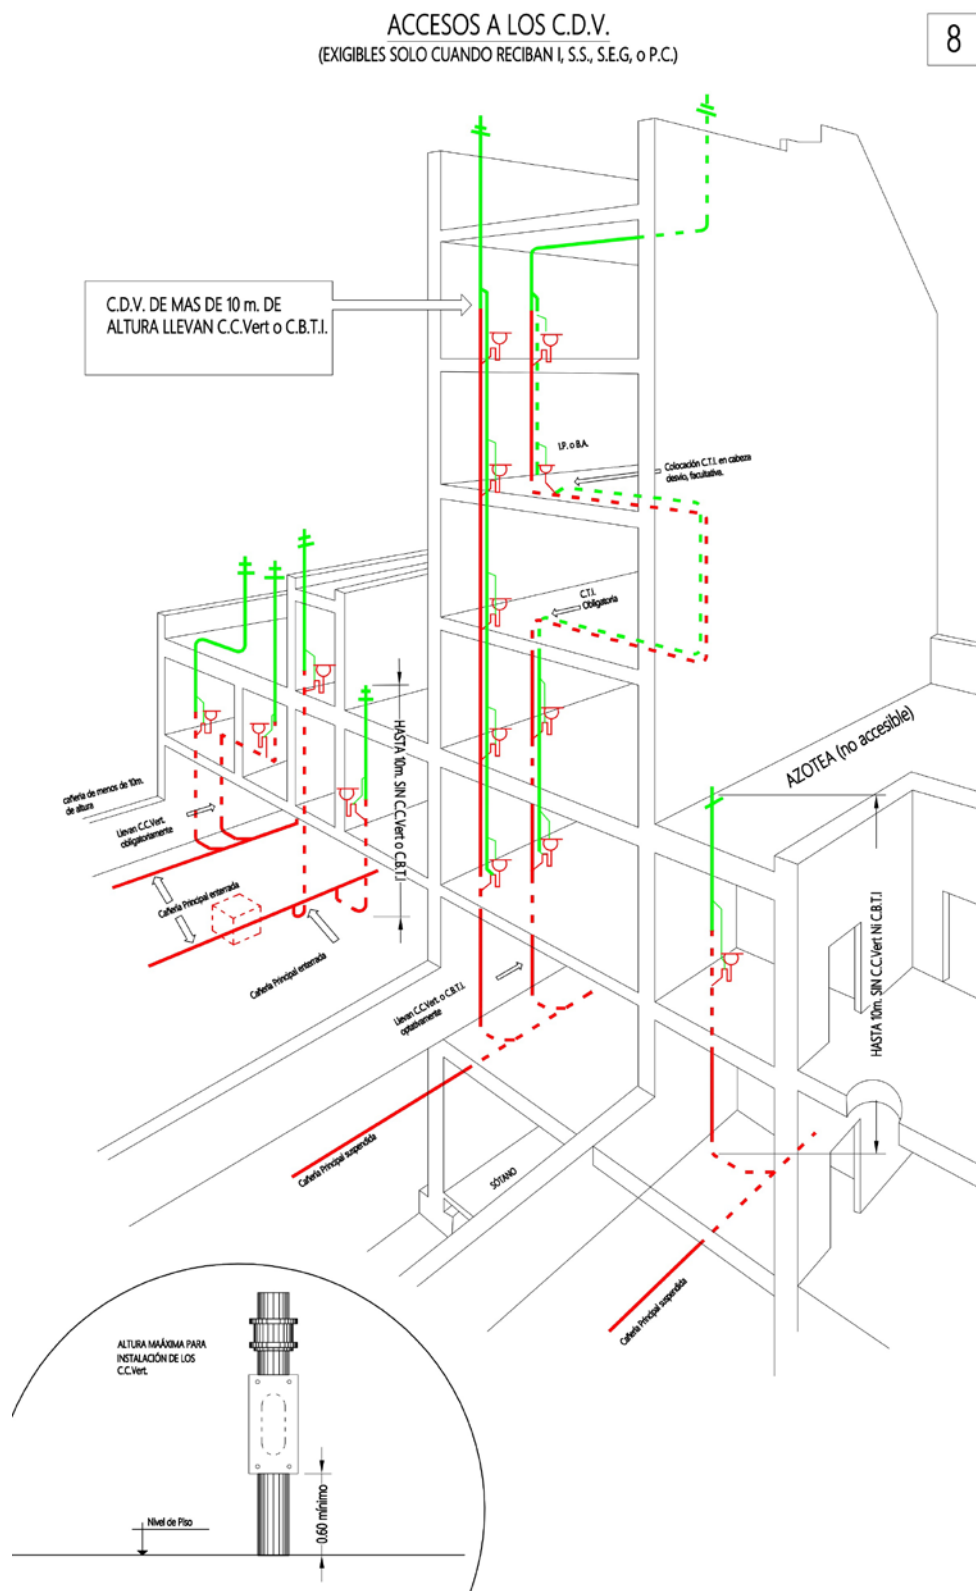 ACCESOS A LOS C.D.V.
(EXIGIBLES SOLO CUANDO RECIBAN I, S.S., S.E.G, o P.C.)
8
C.D.V. DE MAS DE 10 m. DE
ALTURA LLEVAN C.C.Vert o C.B.T.I.
I.P. o B.A.
Colocación C.T.I. en cabeza
desvío, facultativa.
C.T.I.
Obligatoria
HASTA 10m. SIN C.C.Vert o C.B.T.I
AZOTEA (no accesible)
cañería de menos de 10m.
de altura
Llevan C.C.Vert.
obligatoriamente
Cañería Principal enterrada
Cañería Principal enterrada
Llevan C.C.Vert. o C.B.T.I.
optativamente
HASTA 10m. SIN C.C.Vert Ni C.B.T.I
Cañería Principal suspendida
SÓTANO
Cañería Principal suspendida
ALTURA MAÁXIMA PARA
INSTALACIÓN DE LOS
C.C.Vert.
0.60 mínimo
Nivel de Piso